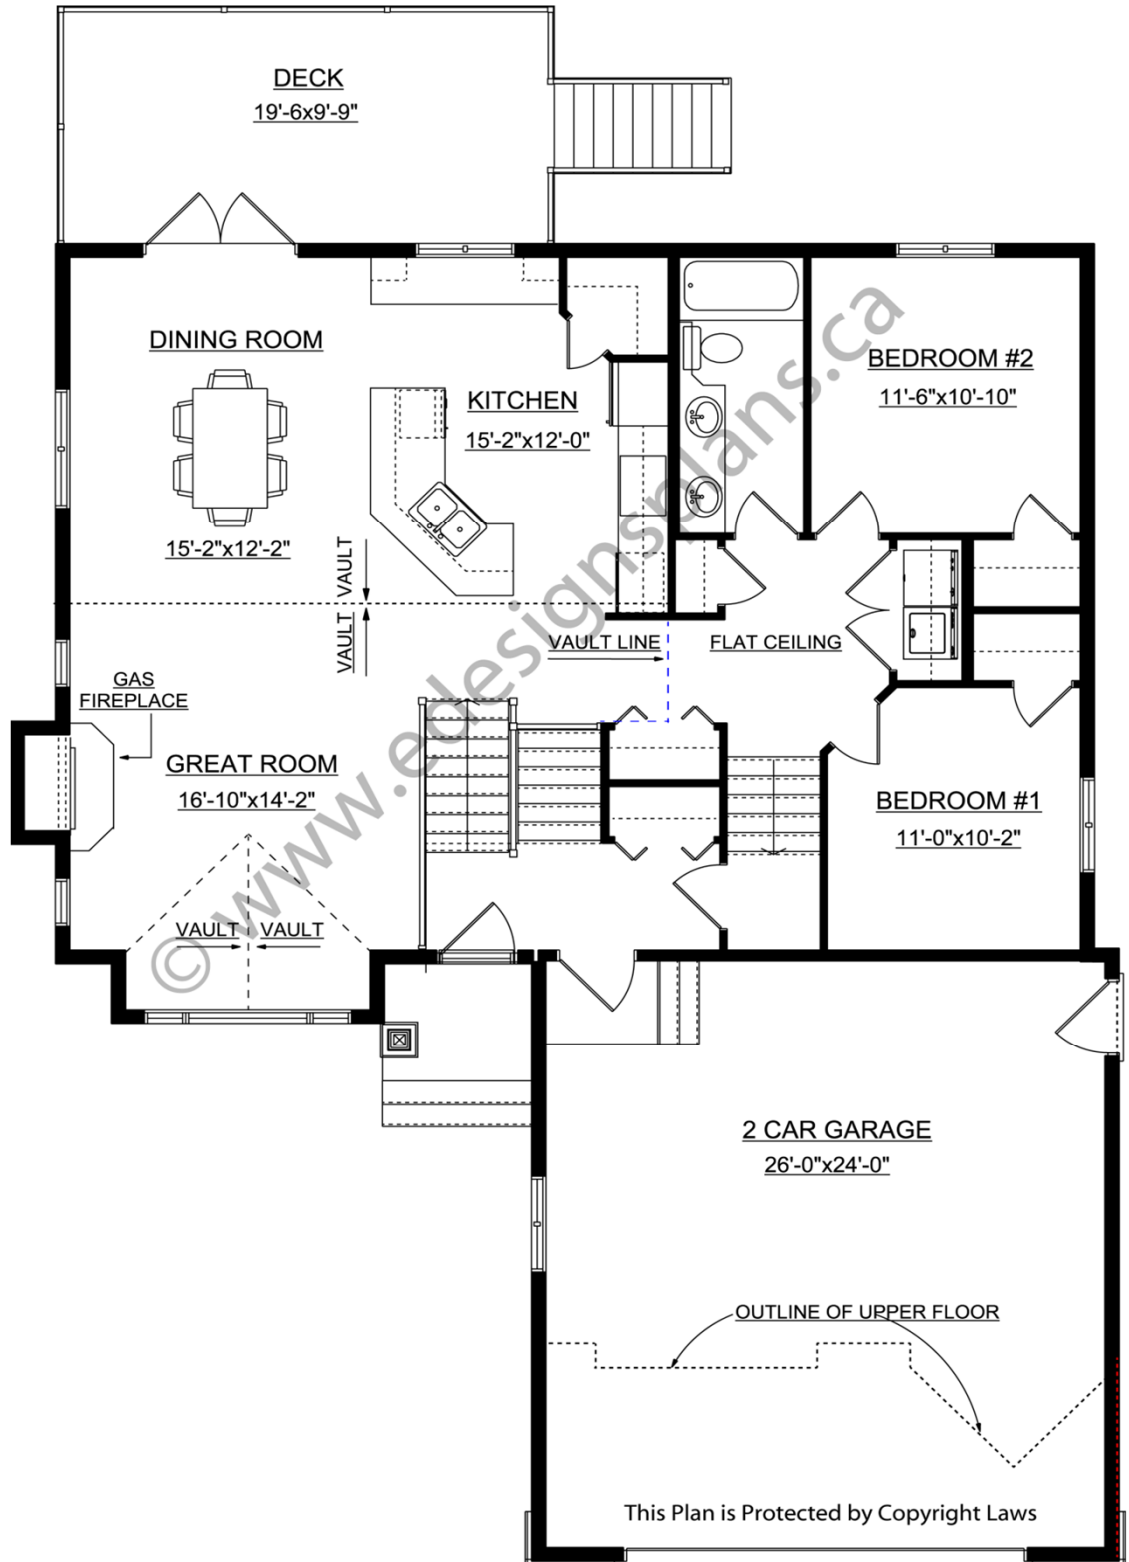 DECK
19'-6x9'-9"
DINING ROOM
15'-2"x12'-2"
KITCHEN
15'-2"x12'-0"
BEDROOM #2
11'-6"x10'-10"
VAULT
VAULT
VAULT LINE
FLAT CEILING
GAS
FIREPLACE
GREAT ROOM
16'-10"x14'-2"
BEDROOM #1
11'-0"x10'-2"
VAULT VAULT
© www.edesignsplans.ca
2 CAR GARAGE
26'-0"x24'-0"
OUTLINE OF UPPER FLOOR
This Plan is Protected by Copyright Laws